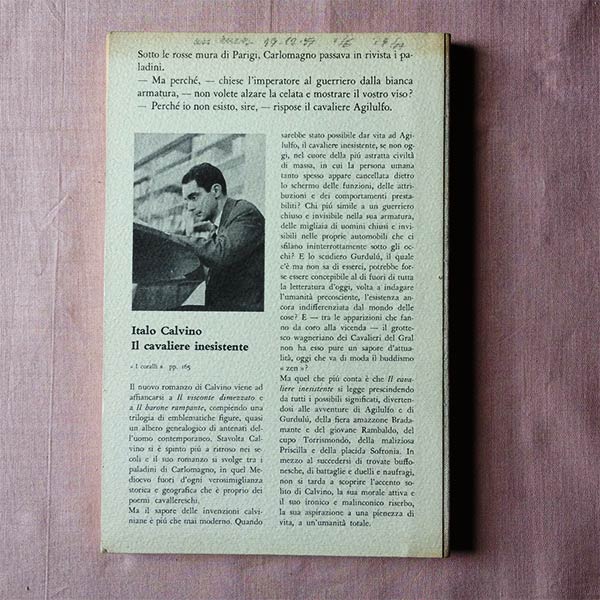 Sotto le rosse mura di Parigi, Carlomagno passava in rivista i pa-
ladini.
— Ma perché, — chiese l'imperatore al guerriero dalla bianca
armatura, — non volete alzare la celata e mostrare il vostro viso?
— Perché io non esisto, sire, — rispose il cavaliere Agilulfo.
Italo Calvino
Il cavaliere inesistente
« I coralli » pp. 165
Il nuovo romanzo di Calvino viene ad
affiancarsi a Il visconte dimezzato e
a Il barone rampante, compiendo una
trilogia di emblematiche figure, quasi
un albero genealogico di antenati del-
l'uomo contemporaneo. Stavolta Cal-
vino si è spinto piú a ritroso nei se-
coli e il suo romanzo si svolge tra i
paladini di Carlomagno, in quel Me-
dioevo fuori d'ogni verosimiglianza
storica e geografica che è proprio dei
poemi cavallereschi.
Ma il sapore delle invenzioni calvi-
niane è piú che mai moderno. Quando
sarebbe stato possibile dar vita ad Agi-
lulfo, il cavaliere inesistente, se non og-
gi, nel cuore della piú astratta civiltà
di massa, in cui la persona umana
tanto spesso appare cancellata dietro
lo schermo delle funzioni, delle attri-
buzioni e dei comportamenti presta-
biliti? Chi piú simile a un guerriero
chiuso e invisibile nella sua armatura,
delle migliaia di uomini chiusi e invi-
sibili nelle proprie automobili che ci
sfilano ininterrottamente sotto gli oc-
chi? E lo scudiero Gurdulú, il quale
c'è ma non sa di esserci, potrebbe for-
se essere concepibile al di fuori di tutta
la letteratura d'oggi, volta a indagare
l'umanità precosciente, l'esistenza an-
cora indifferenziata dal mondo delle
cose? E — tra le apparizioni che fan-
no da coro alla vicenda — il grotte-
sco wagneriano dei Cavalieri del Gral
non ha esso pure un sapore d'attua-
lità, oggi che va di moda il buddismo
« zen »?
Ma quel che piú conta è che Il cava-
liere inesistente si legge prescindendo
da tutti i possibili significati, diverten-
dosi alle avventure di Agilulfo e di
Gurdulú, della fiera amazzone Brada-
mante e del giovane Rambaldo, del
cupo Torrismondo, della maliziosa
Priscilla e della placida Sofronia. In
mezzo al succedersi di trovate buffo-
nesche, di battaglie e duelli e naufragi,
non si tarda a scoprire l'accento so-
lito di Calvino, la sua morale attiva e
il suo ironico e malinconico riserbo,
la sua aspirazione a una pienezza di
vita, a un'umanità totale.